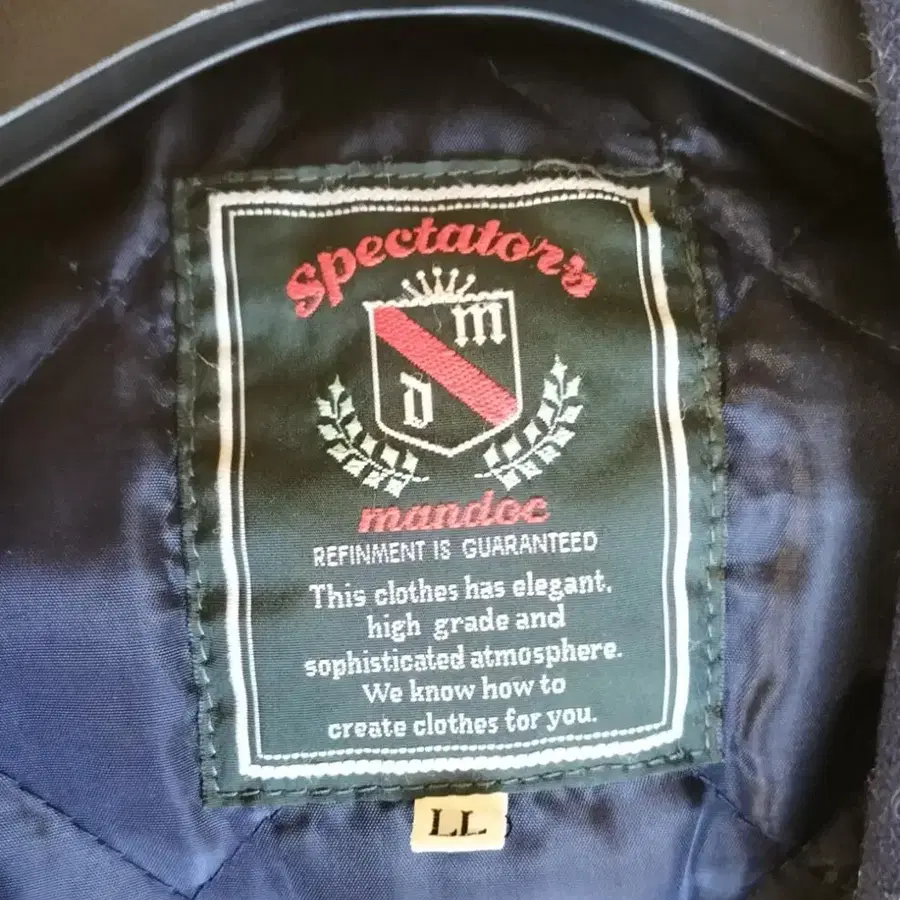 Spectator's
m
d
mandoc
REFINMENT IS GUARANTEED
This clothes has elegant.
high grade and
sophisticated atmosphere.
We know how to
create clothes for you.
LL